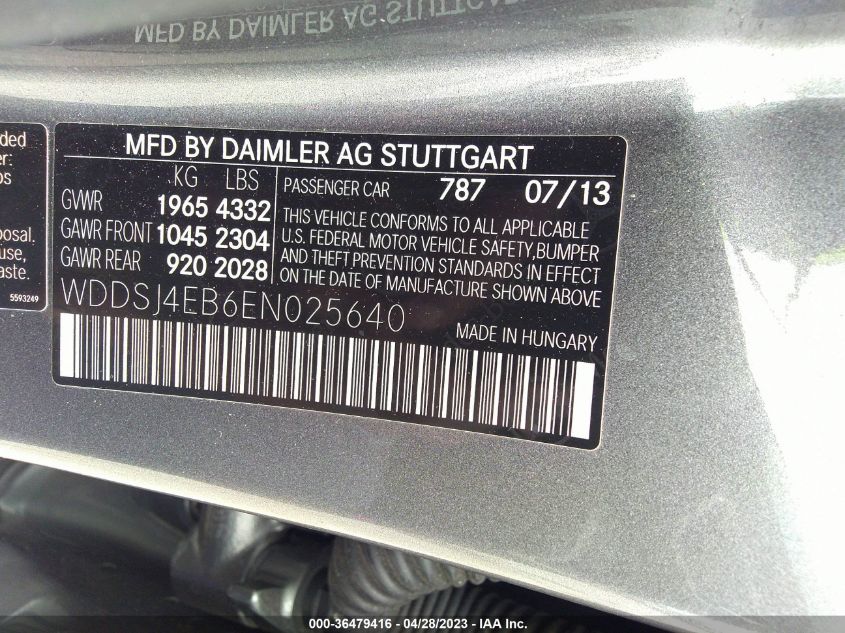 MFD BY DAIMLER AG STUTTGART
ded
er:
os
posal.
use,
aste.
5593249
MFD BY DAIMLER AG STUTTGART
KG LBS
GVWR 1965 4332
GAWR FRONT 1045 2304
GAWR REAR 920 2028
PASSENGER CAR 787 07/13
THIS VEHICLE CONFORMS TO ALL APPLICABLE
U.S. FEDERAL MOTOR VEHICLE SAFETY, BUMPER
AND THEFT PREVENTION STANDARDS IN EFFECT
ON THE DATE OF MANUFACTURE SHOWN ABOVE
WDDSJ4EB6EN025640
MADE IN HUNGARY
000-36479416 - 04/28/2023 - IAA Inc.